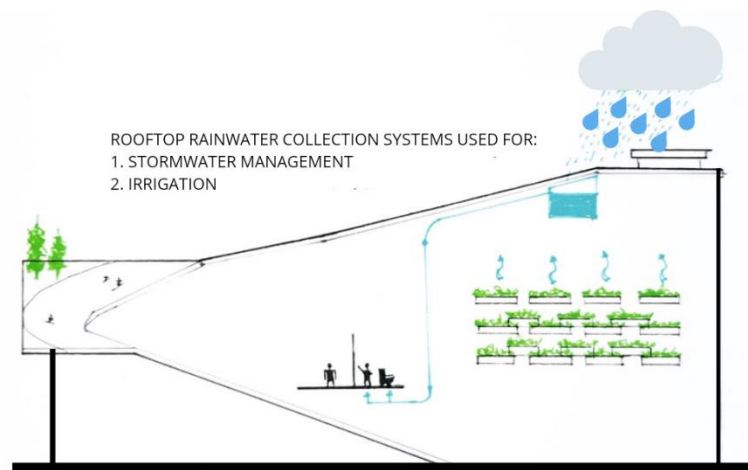 ROOFTOP RAINWATER COLLECTION SYSTEMS USED FOR:
1. STORMWATER MANAGEMENT
2. IRRIGATION